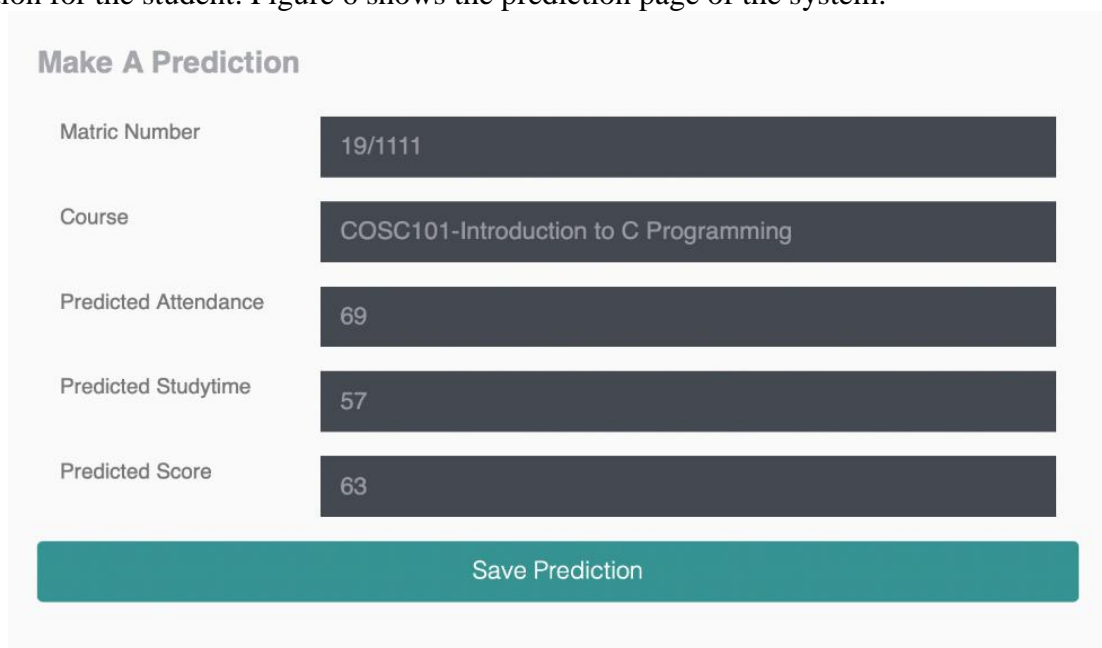 for the student. Figure 6 shows the prediction page of the system.
Make A Prediction
Matric Number
19/1111
Course
COSC101-Introduction to C Programming
Predicted Attendance
69
Predicted Studytime
57
Predicted Score
63
Save Prediction